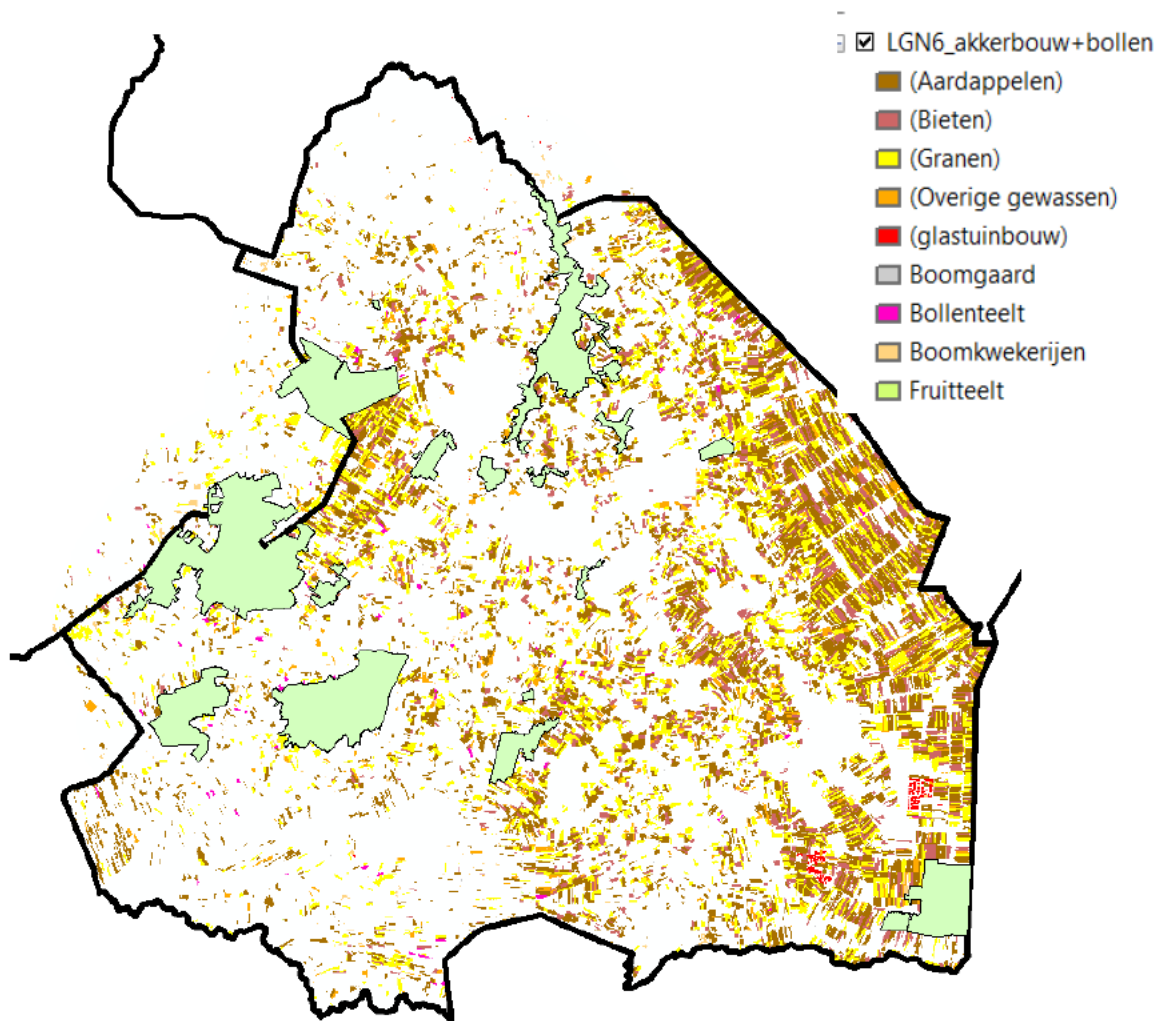 LGN6_akkerbouw+bollen
(Aardappelen)
(Bieten)
(Granen)
(Overige gewassen)
(glastuinbouw)
Boomgaard
Bollenteelt
Boomkwekerijen
Fruitteelt